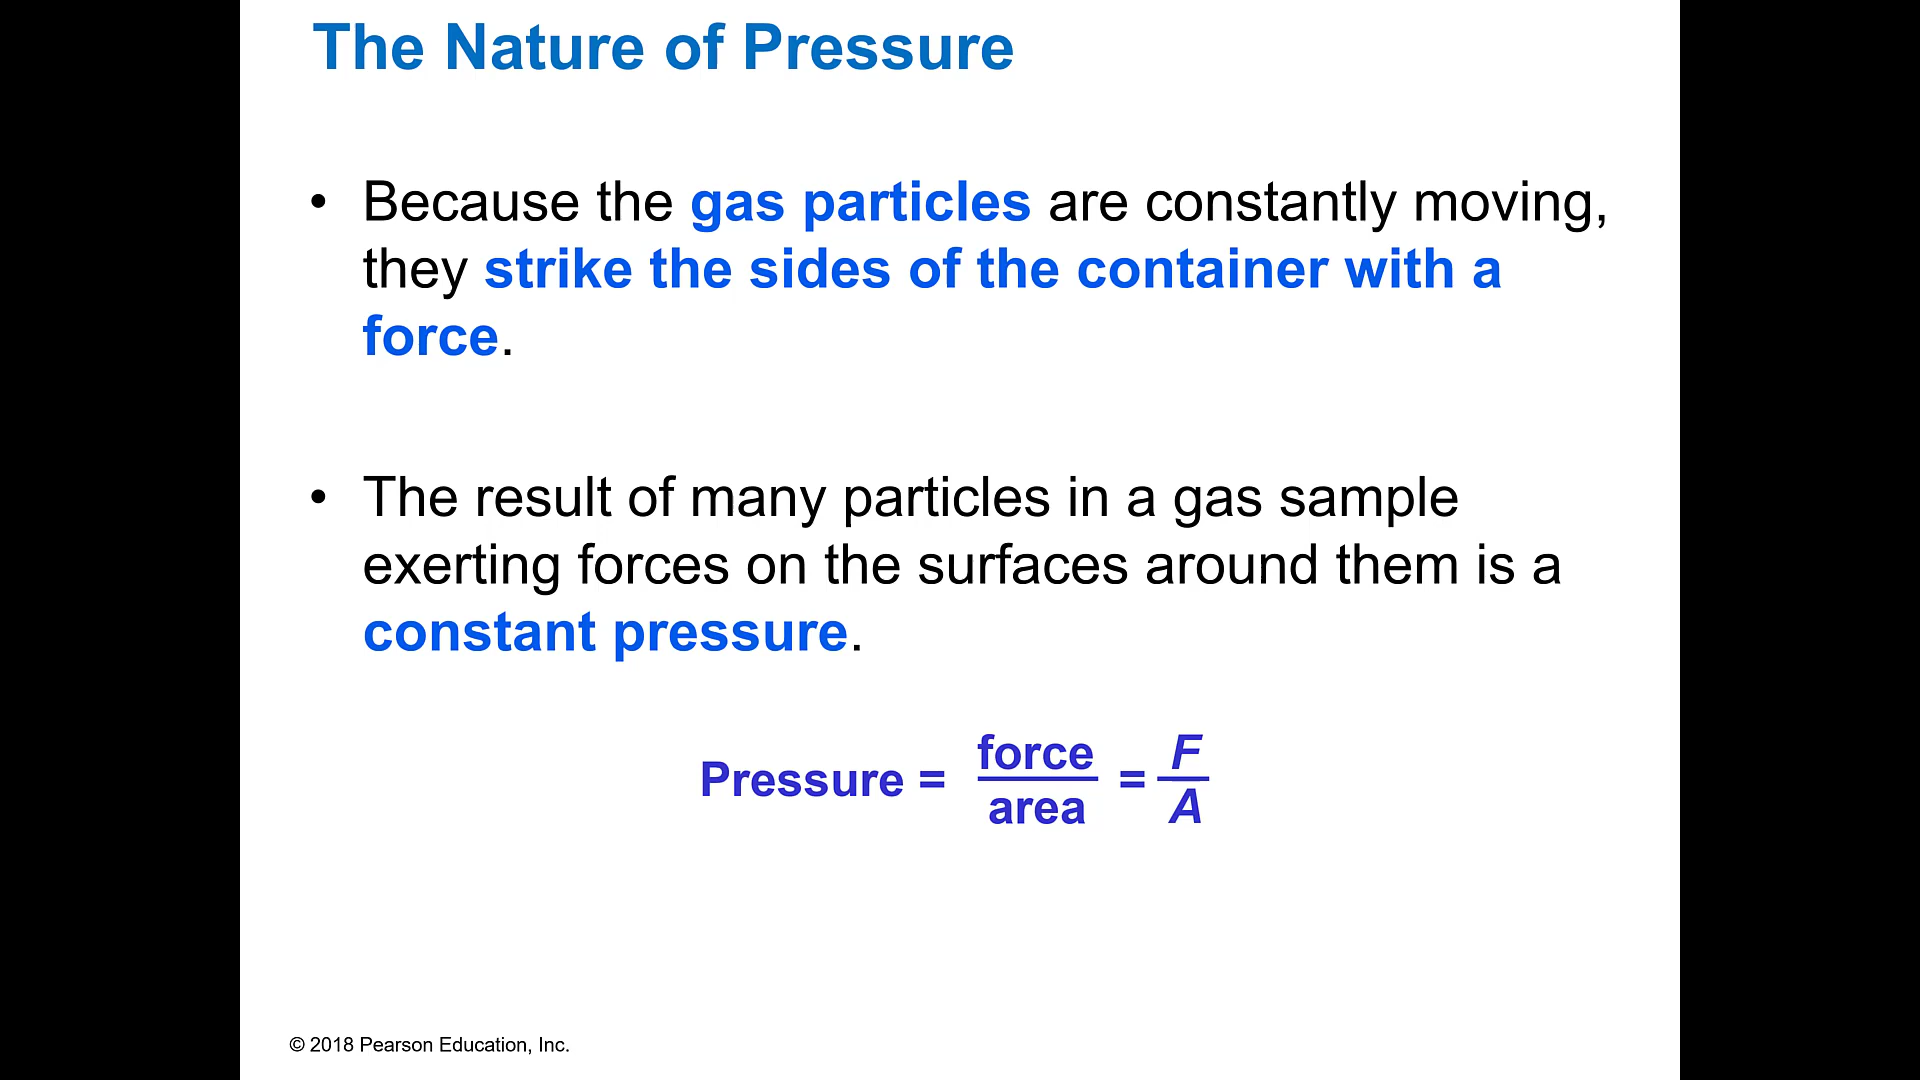 The Nature of Pressure
• Because the gas particles are constantly moving,
they strike the sides of the container with a
force.
• The result of many particles in a gas sample
exerting forces on the surfaces around them is a
constant pressure.
Pressure = force/area = F/A
© 2018 Pearson Education, Inc.